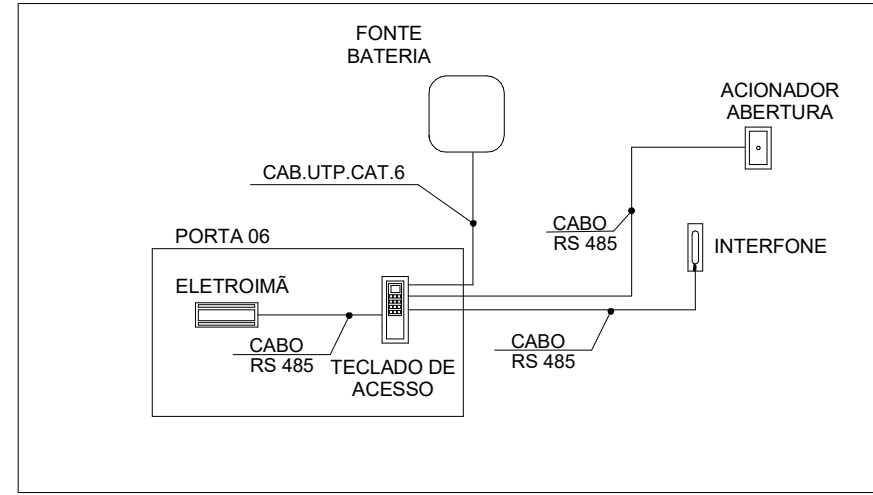 FONTE
BATERIA
ACIONADOR
ABERTURA
CAB.UTP.CAT.6
CABO
RS 485
PORTA 06
INTERFONE
ELETROIMÃ
CABO
RS 485
TECLADO DE
ACESSO
CABO
RS 485